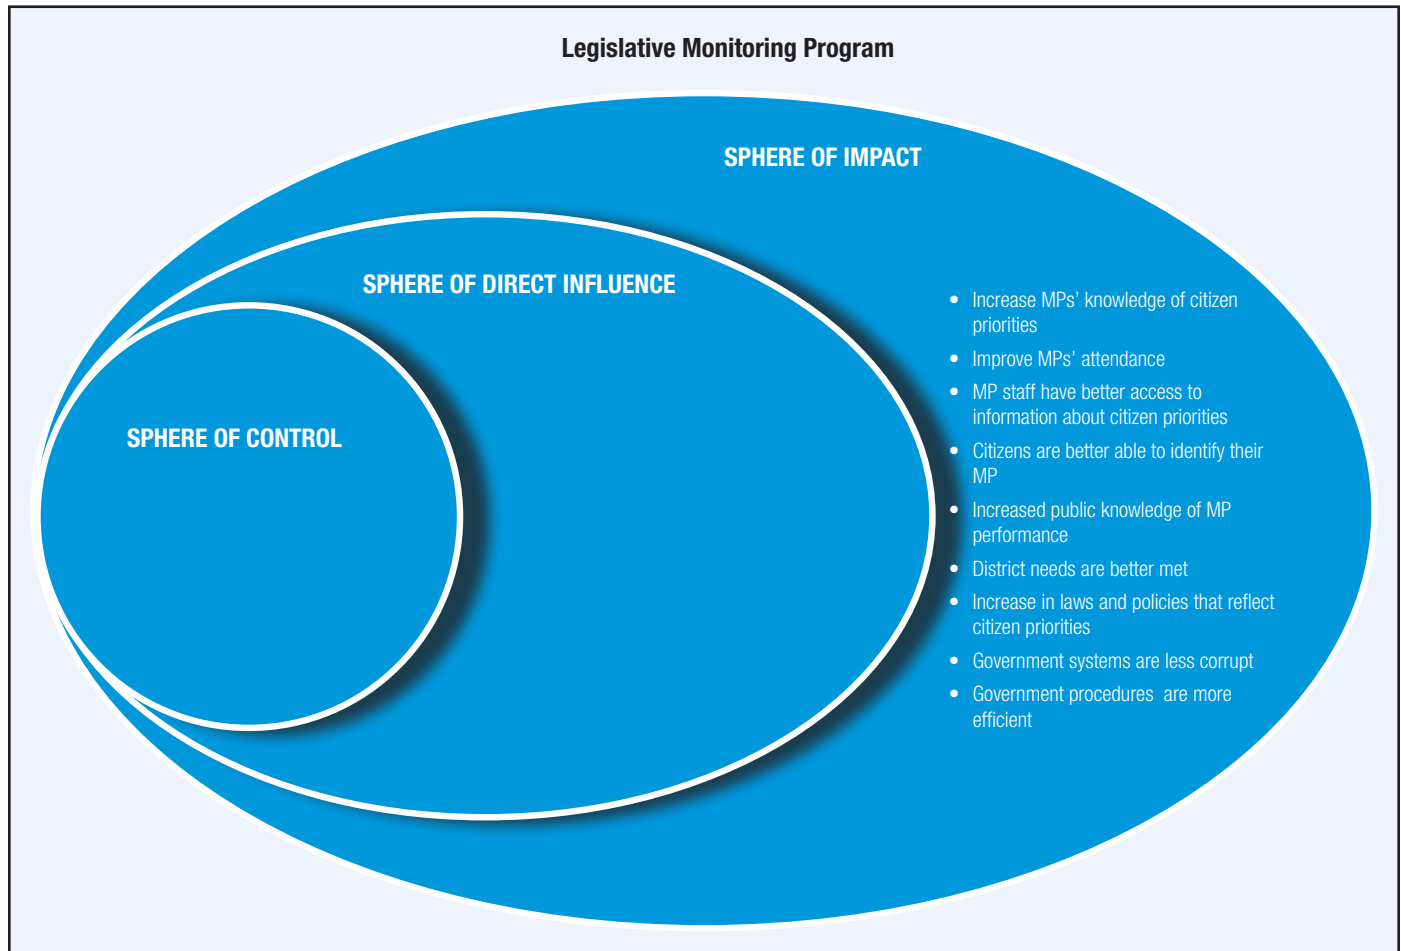 Legislative Monitoring Program
SPHERE OF IMPACT
SPHERE OF DIRECT INFLUENCE
SPHERE OF CONTROL
• Increase MPs’ knowledge of citizen
priorities
• Improve MPs’ attendance
• MP staff have better access to
information about citizen priorities
• Citizens are better able to identify their
MP
• Increased public knowledge of MP
performance
• District needs are better met
• Increase in laws and policies that reflect
citizen priorities
• Government systems are less corrupt
• Government procedures  are more
efficient